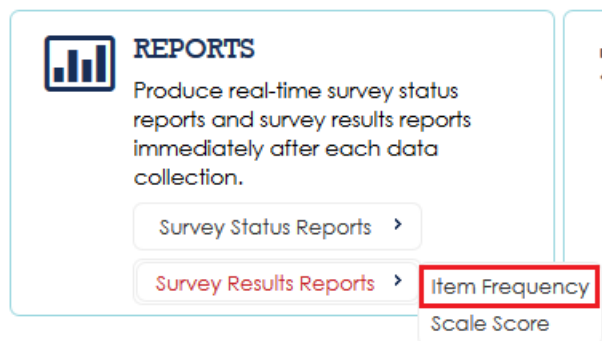 REPORTS
Produce real-time survey status
reports and survey results reports
immediately after each data
collection.
Survey Status Reports >
Survey Results Reports >
Item Frequency
Scale Score